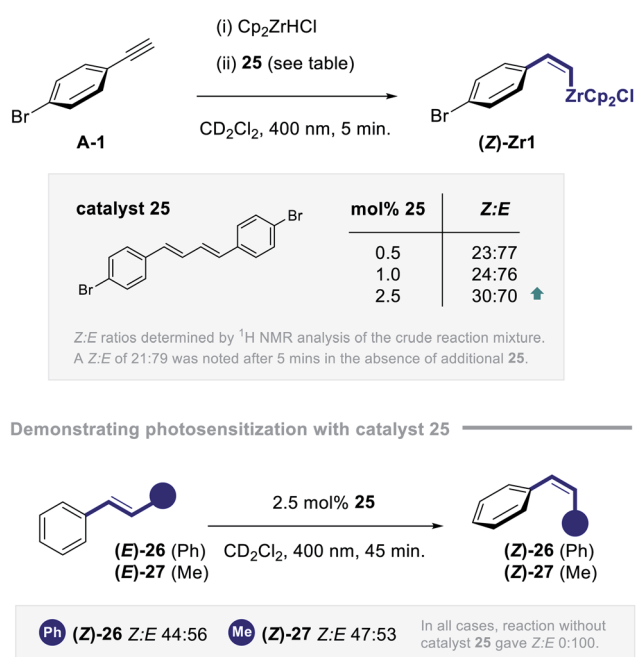 (i) Cp₂ZrHCl
(ii) 25 (see table)
CD₂Cl₂, 400 nm, 5 min.
Br
A-1
Br
ZrCp₂Cl
(Z)-Zr1
catalyst 25
Br
Br
mol% 25 Z:E
0.5 23:77
1.0 24:76
2.5 30:70
Z:E ratios determined by ¹H NMR analysis of the crude reaction mixture.
A Z:E of 21:79 was noted after 5 mins in the absence of additional 25.
Demonstrating photosensitization with catalyst 25
2.5 mol% 25
CD₂Cl₂, 400 nm, 45 min.
(E)-26 (Ph)
(E)-27 (Me)
(Z)-26 (Ph)
(Z)-27 (Me)
Ph (Z)-26 Z:E 44:56 Me (Z)-27 Z:E 47:53
In all cases, reaction without
catalyst 25 gave Z:E 0:100.